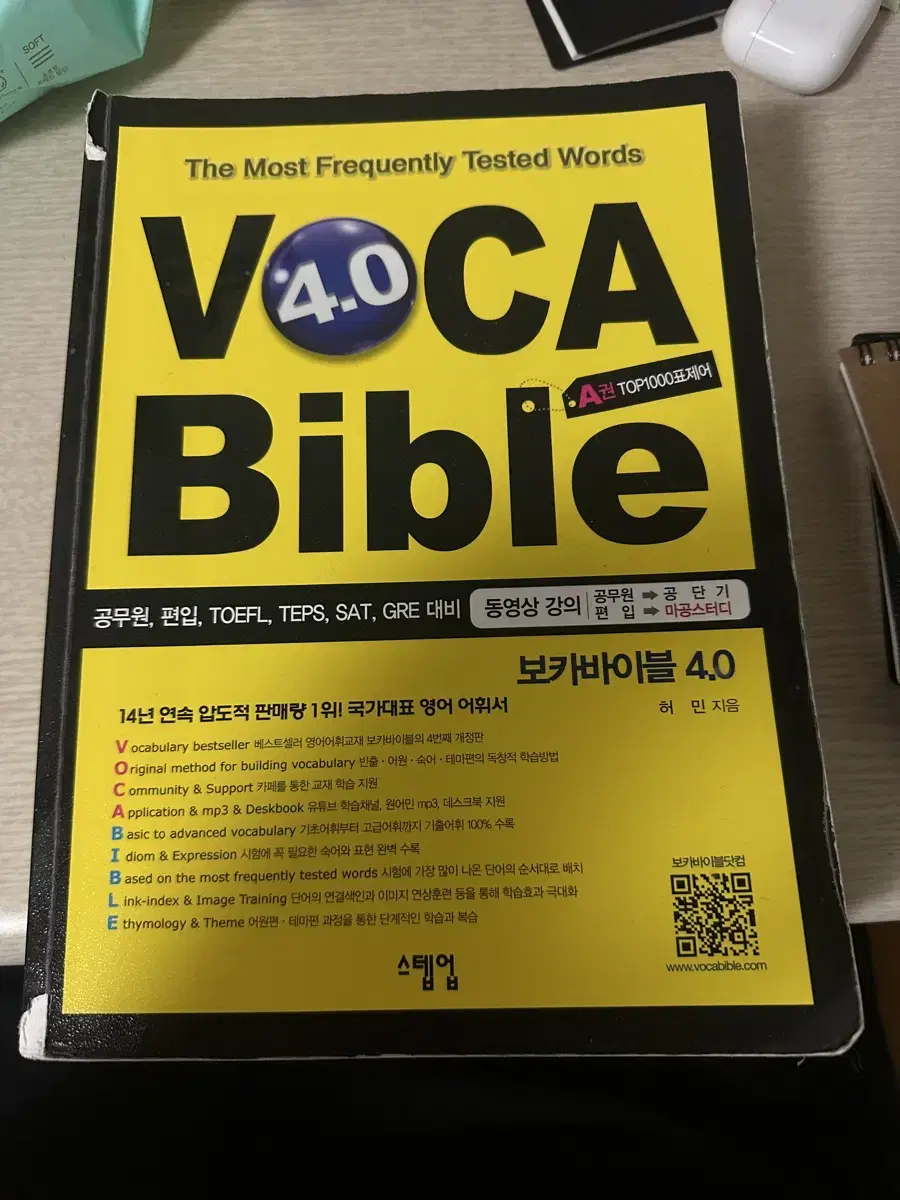 SOFT
The Most Frequently Tested Words
VOCA
4.0
Bible
A권 TOP1000표제어
공무원, 편입, TOEFL, TEPS, SAT, GRE 대비
동영상 강의
공무원 ➡ 공 단 기
편 입 ➡ 마공스터디
보카바이블 4.0
14년 연속 압도적 판매량 1위! 국가대표 영어 어휘서
허 민 지음
Vocabulary bestseller 베스트셀러 영어어휘교재 보카바이블의 4번째 개정판
Original method for building vocabulary 빈출·어원·숙어·테마편의 독창적 학습방법
Community & Support 카페를 통한 교재 학습 지원
Application & mp3 & Deskbook 유튜브 학습채널, 원어민 mp3, 데스크북 지원
Basic to advanced vocabulary 기초어휘부터 고급어휘까지 기출어휘 100% 수록
Idiom & Expression 시험에 꼭 필요한 숙어와 표현 완벽 수록
Based on the most frequently tested words 시험에 가장 많이 나온 단어의 순서대로 배치
Link-index & Image Training 단어의 연결색인과 이미지 연상훈련 등을 통해 학습효과 극대화
Ethymology & Theme 어원편·테마편 과정을 통한 단계적인 학습과 복습
보카바이블닷컴
www.vocabible.com
스텝업